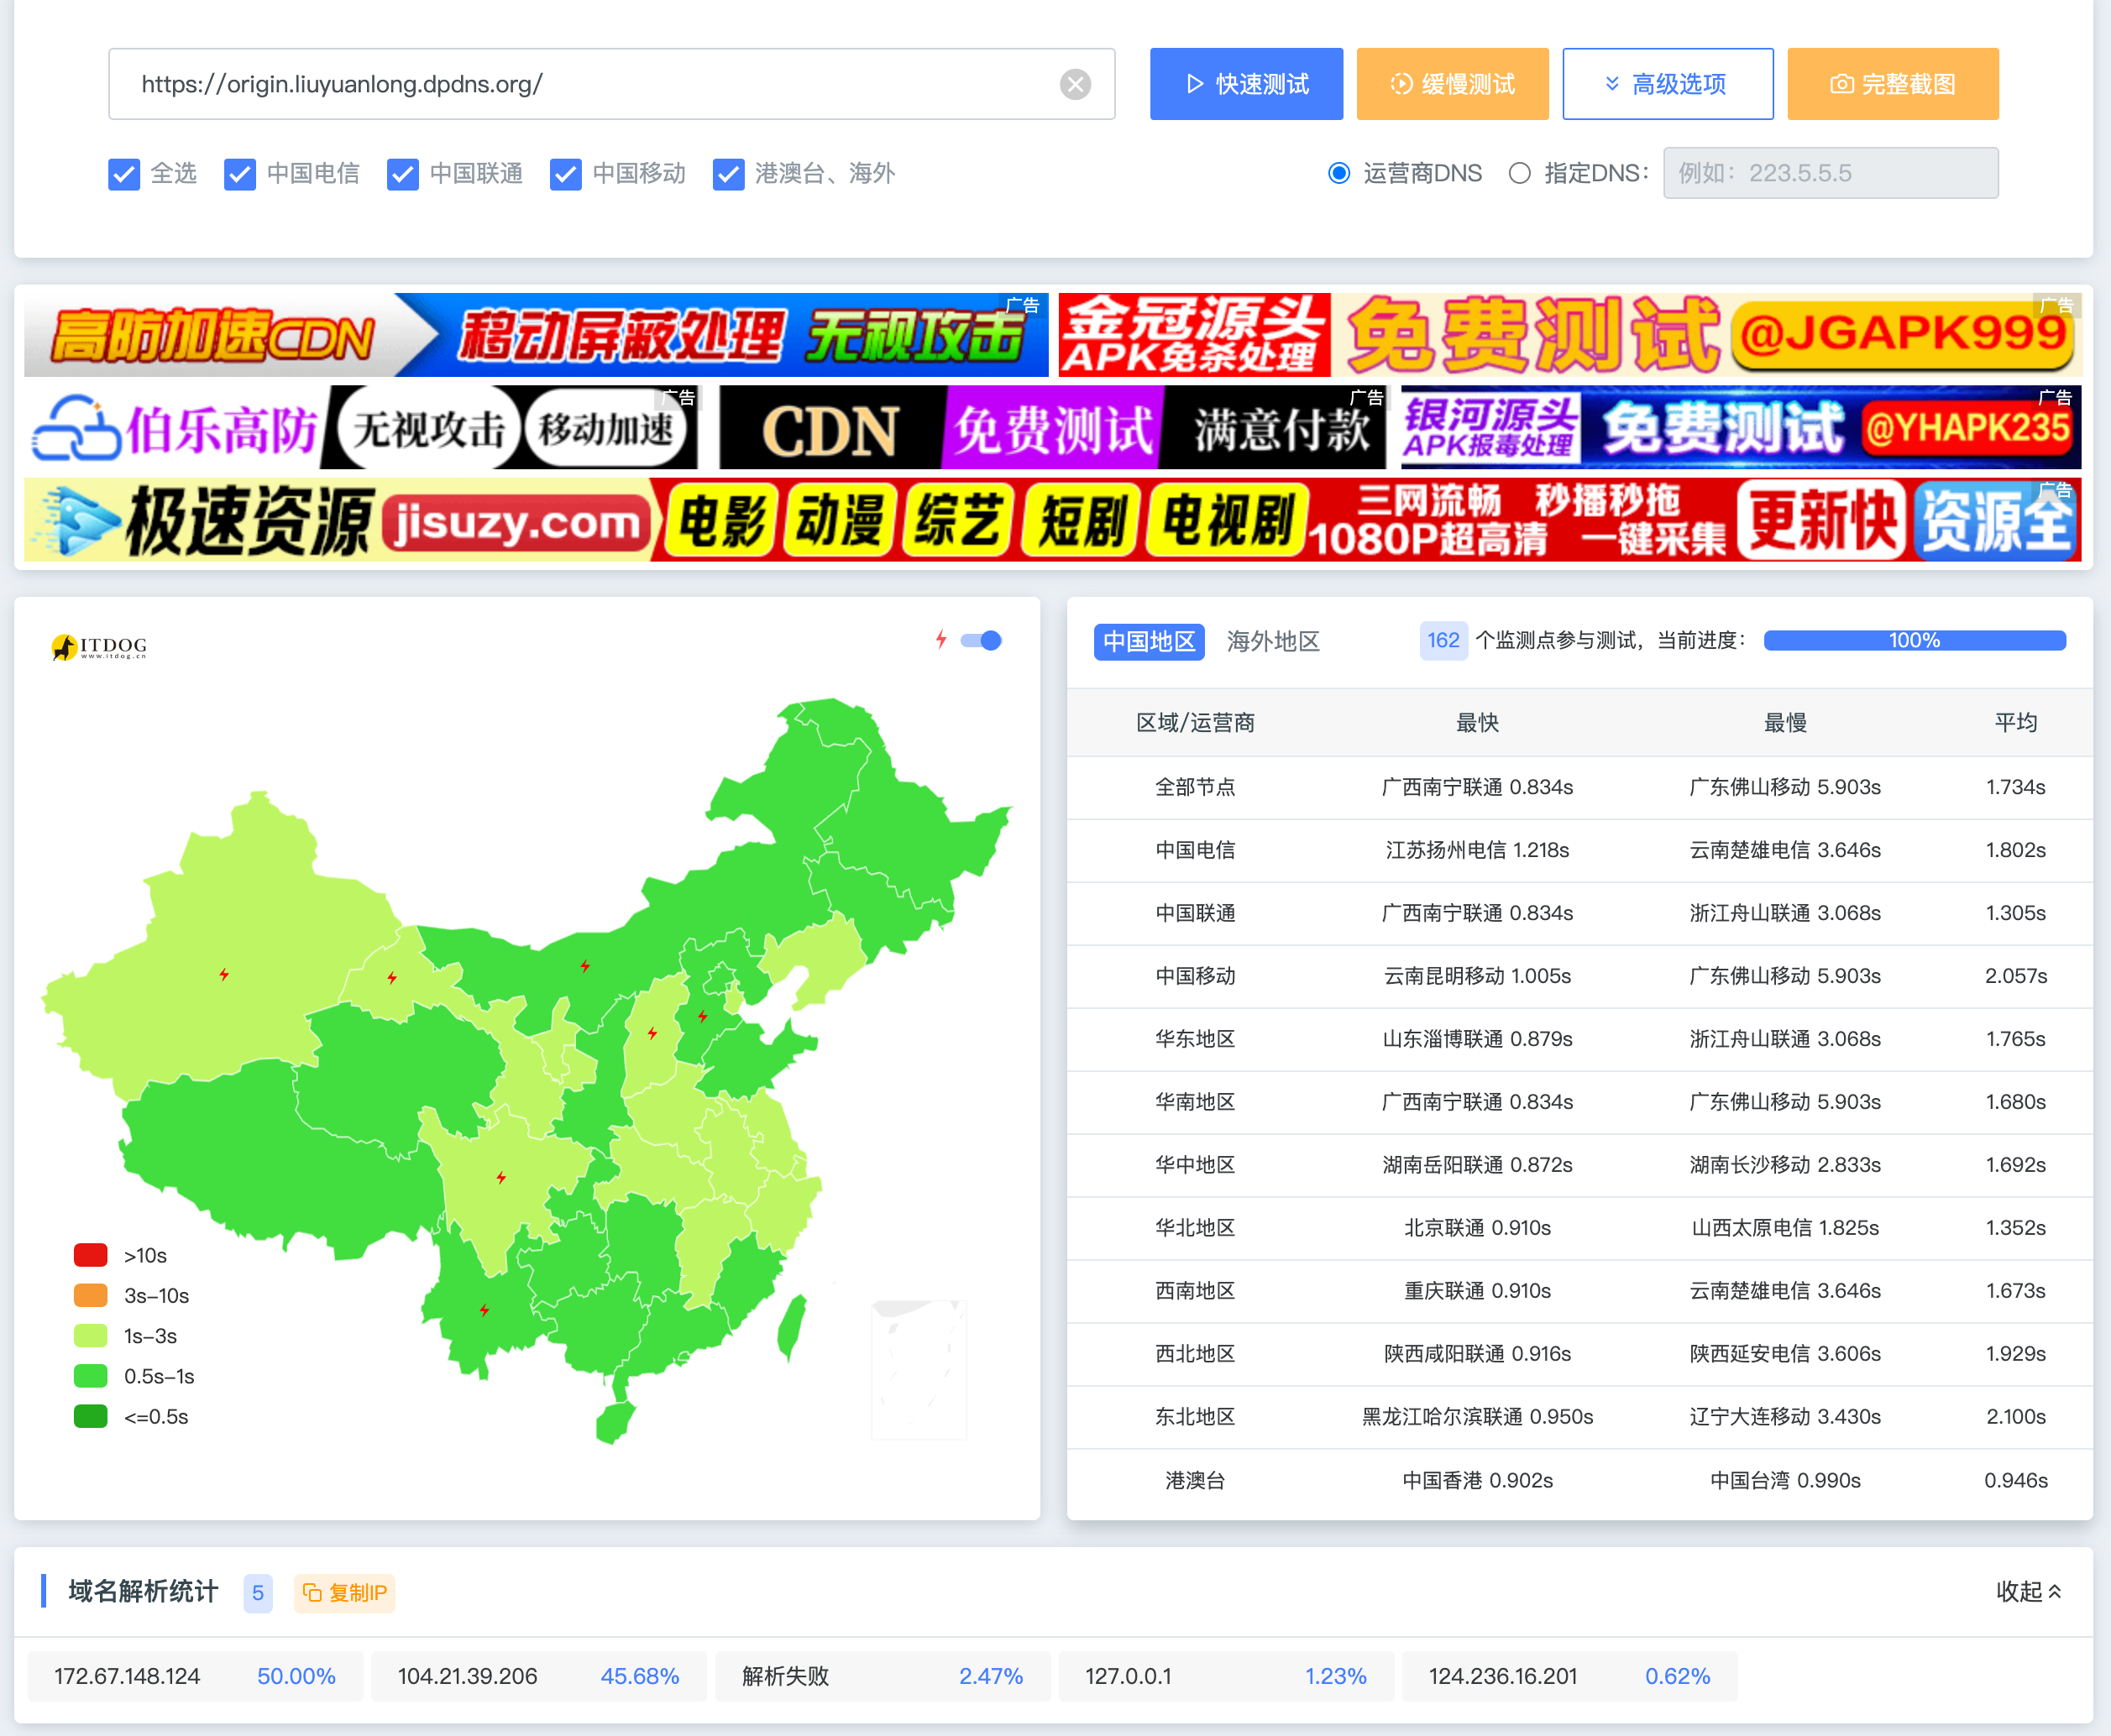 https://origin.liuyuanlong.dpdns.org/
快速测试
缓慢测试
高级选项
完整截图
全选 中国电信 中国联通 中国移动 港澳台、海外
运营商DNS 指定DNS： 例如：223.5.5.5
高防加速CDN 移动屏蔽处理 无视攻击 广告
金冠源头 APK免杀处理 免费测试 @JGAPK999 广告
伯乐高防 无视攻击 移动加速 广告
CDN 免费测试 满意付款 广告
银河源头 APK报毒处理 免费测试 @YHAPK235 广告
极速资源 jisuzy.com 电影 动漫 综艺 短剧 电视剧 三网流畅 秒播秒拖 1080P超高清 一键采集 更新快 资源全 广告
ITDOG
www.itdog.cn
>10s
3s-10s
1s-3s
0.5s-1s
<=0.5s
中国地区 海外地区 162 个监测点参与测试，当前进度： 100%
区域/运营商 最快 最慢 平均
全部节点 广西南宁联通 0.834s 广东佛山移动 5.903s 1.734s
中国电信 江苏扬州电信 1.218s 云南楚雄电信 3.646s 1.802s
中国联通 广西南宁联通 0.834s 浙江舟山联通 3.068s 1.305s
中国移动 云南昆明移动 1.005s 广东佛山移动 5.903s 2.057s
华东地区 山东淄博联通 0.879s 浙江舟山联通 3.068s 1.765s
华南地区 广西南宁联通 0.834s 广东佛山移动 5.903s 1.680s
华中地区 湖南岳阳联通 0.872s 湖南长沙移动 2.833s 1.692s
华北地区 北京联通 0.910s 山西太原电信 1.825s 1.352s
西南地区 重庆联通 0.910s 云南楚雄电信 3.646s 1.673s
西北地区 陕西咸阳联通 0.916s 陕西延安电信 3.606s 1.929s
东北地区 黑龙江哈尔滨联通 0.950s 辽宁大连移动 3.430s 2.100s
港澳台 中国香港 0.902s 中国台湾 0.990s 0.946s
域名解析统计 5 复制IP 收起
172.67.148.124 50.00% 104.21.39.206 45.68% 解析失败 2.47% 127.0.0.1 1.23% 124.236.16.201 0.62%